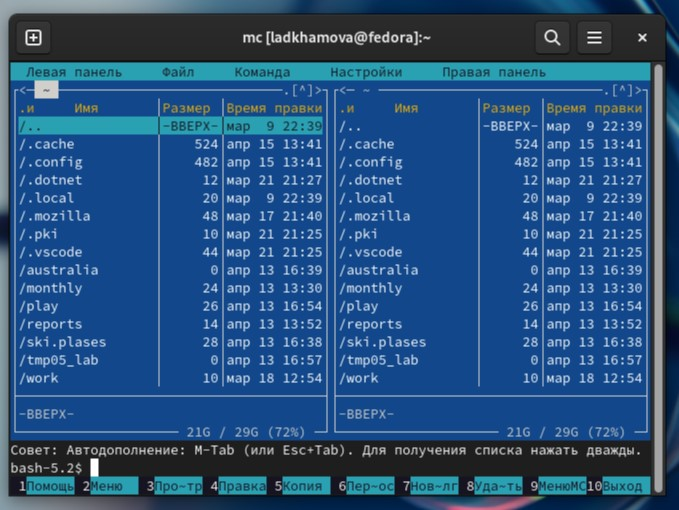 mc [ladkhamova@fedora]:~
Левая панель Файл Команда Настройки Правая панель
<─ ~ .[^]> <─ ~ .[^]>
.и Имя Размер Время правки .и Имя Размер Время правки
/.. -ВВЕРХ- мар 9 22:39 /.. -ВВЕРХ- мар 9 22:39
/.cache 524 апр 15 13:41 /.cache 524 апр 15 13:41
/.config 482 апр 15 13:41 /.config 482 апр 15 13:41
/.dotnet 12 мар 21 21:27 /.dotnet 12 мар 21 21:27
/.local 20 мар 9 22:39 /.local 20 мар 9 22:39
/.mozilla 48 мар 17 21:40 /.mozilla 48 мар 17 21:40
/.pki 10 мар 21 21:25 /.pki 10 мар 21 21:25
/.vscode 44 мар 21 21:25 /.vscode 44 мар 21 21:25
/australia 0 апр 13 16:39 /australia 0 апр 13 16:39
/monthly 24 апр 13 13:30 /monthly 24 апр 13 13:30
/play 26 апр 13 16:54 /play 26 апр 13 16:54
/reports 14 апр 13 13:52 /reports 14 апр 13 13:52
/ski.plases 28 апр 13 16:38 /ski.plases 28 апр 13 16:38
/tmp05_lab 0 апр 13 16:57 /tmp05_lab 0 апр 13 16:57
/work 10 мар 18 12:54 /work 10 мар 18 12:54
-ВВЕРХ- -ВВЕРХ-
21G / 29G (72%) 21G / 29G (72%)
Совет: Автодополнение: M-Tab (или Esc+Tab). Для получения списка нажать дважды.
bash-5.2$
1Помощь 2Меню 3Про~тр 4Правка 5Копия 6Пер~ос 7Нов~лг 8Уда~ть 9МенюMC 10Выход